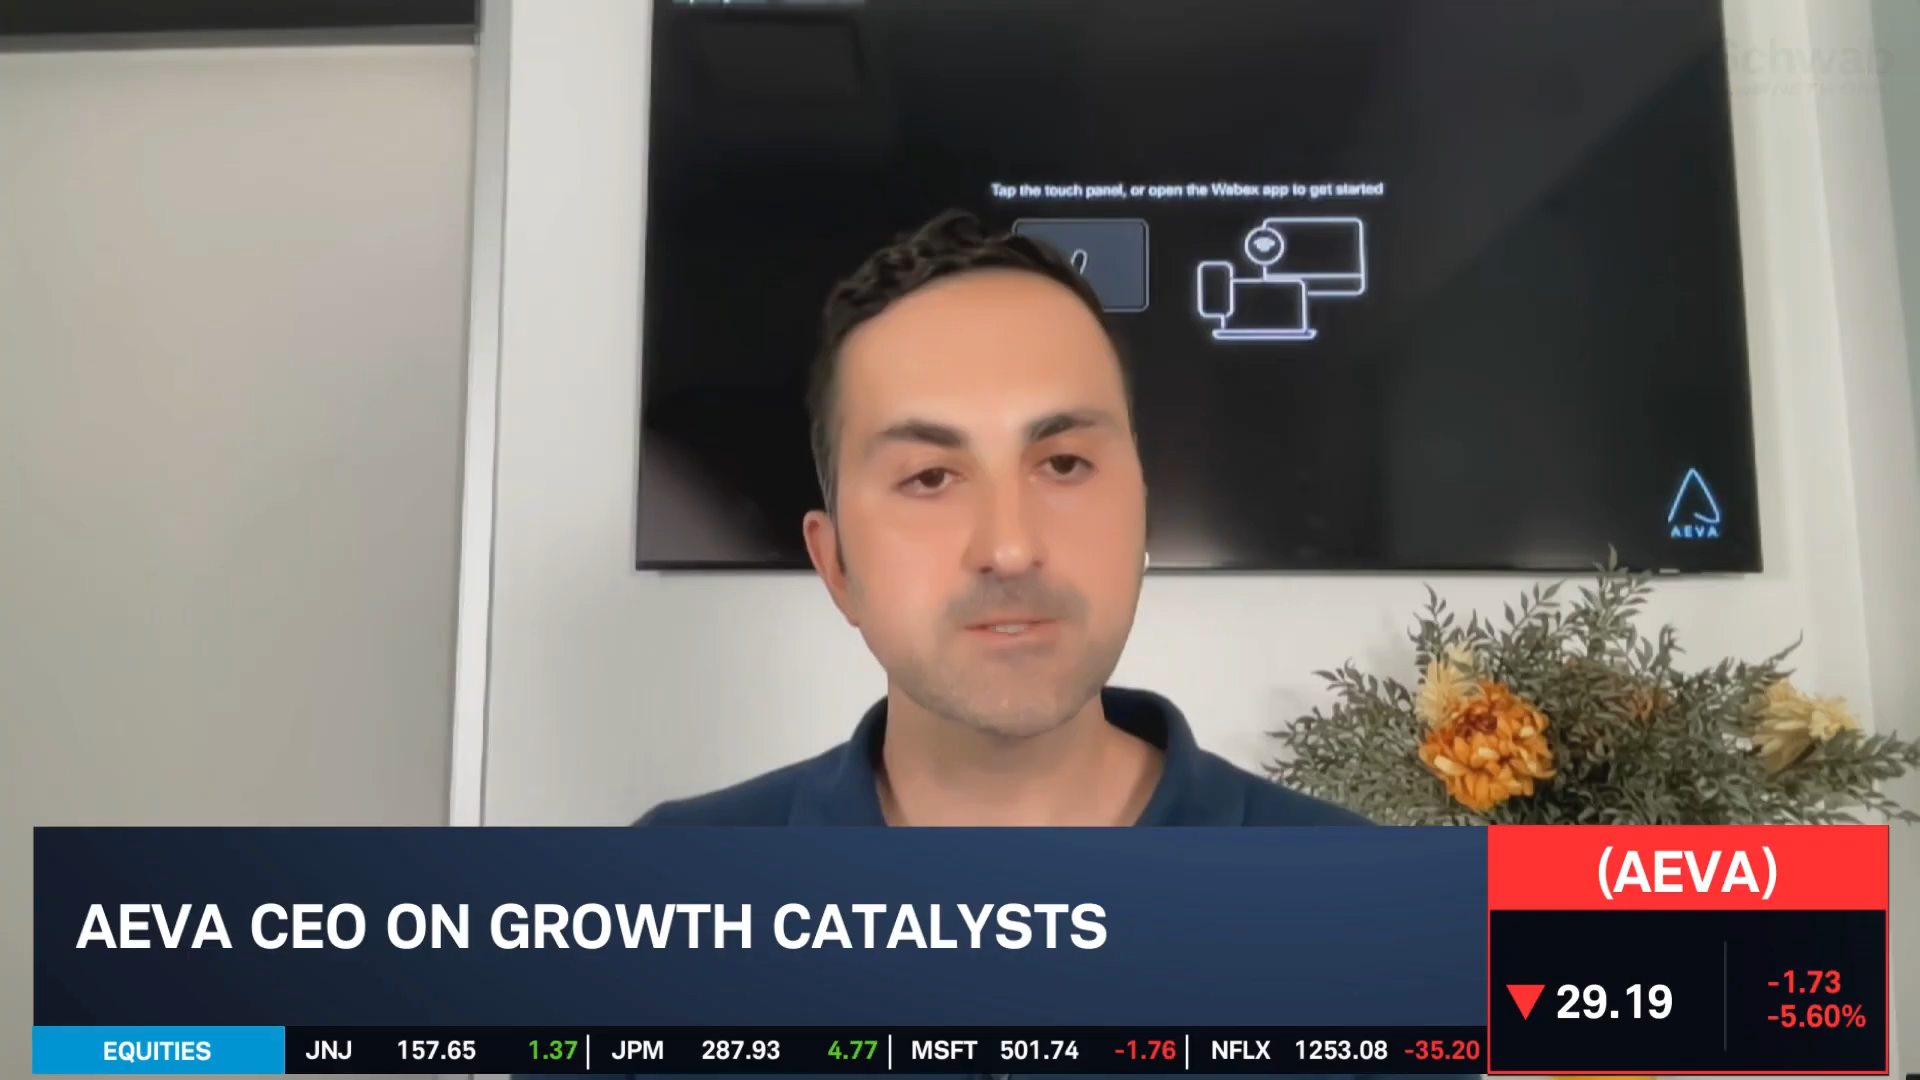 Schwab
NETWORK
Tap the touch panel, or open the Webex app to get started
AEVA
AEVA CEO ON GROWTH CATALYSTS
(AEVA)
▼ 29.19
-1.73
-5.60%
EQUITIES
JNJ 157.65 1.37 JPM 287.93 4.77 MSFT 501.74 -1.76 NFLX 1253.08 -35.20